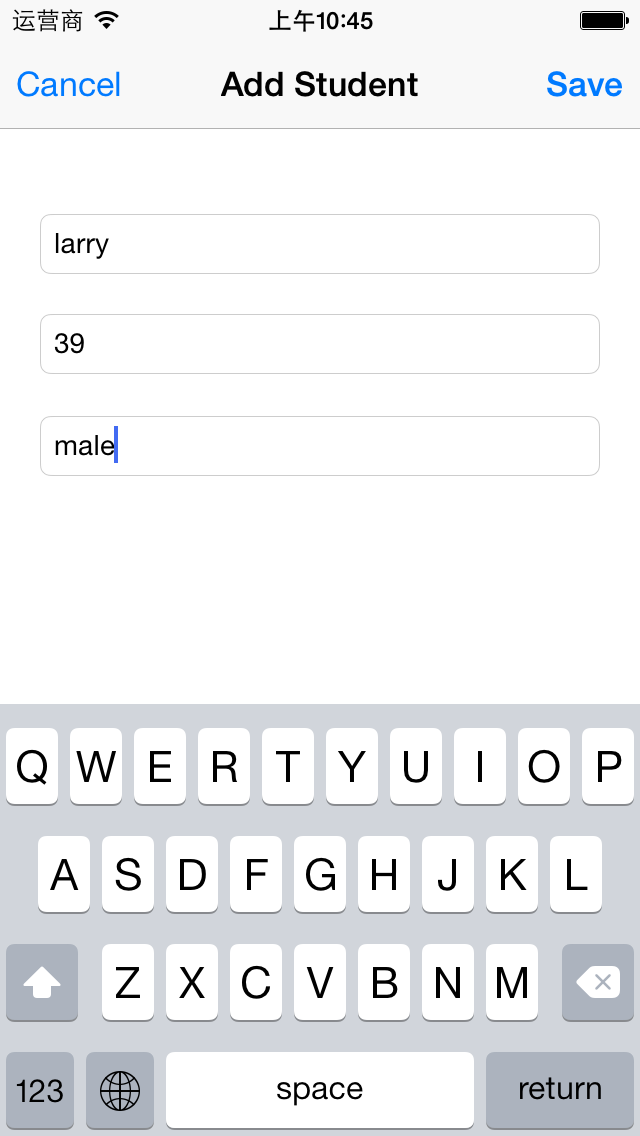 运营商 上午10:45
Cancel Add Student Save
larry
39
male
Q W E R T Y U I O P
A S D F G H J K L
Z X C V B N M
123 space return